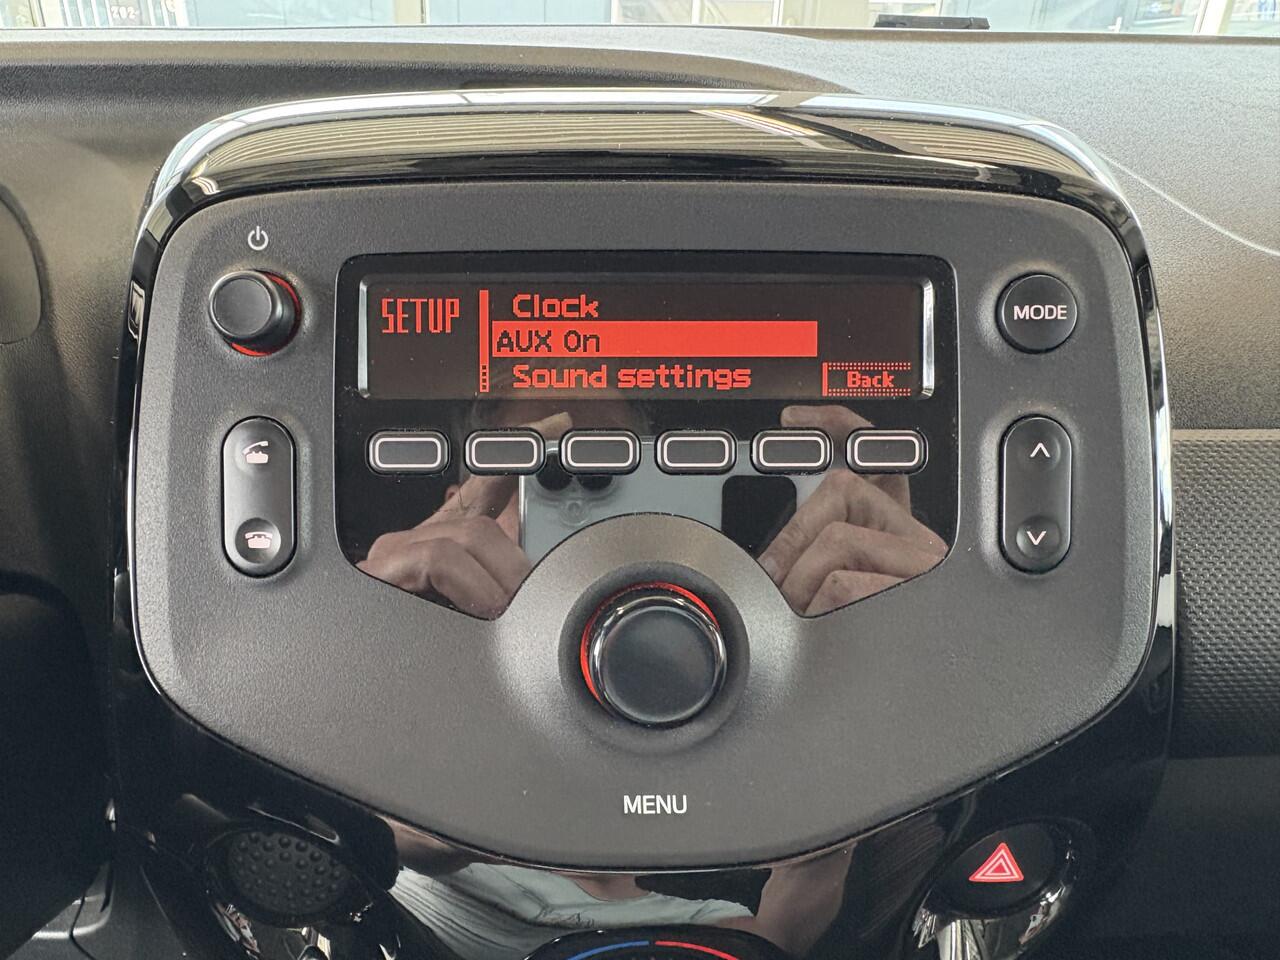 SETUP
Clock
AUX On
Sound settings
Back
MODE
MENU